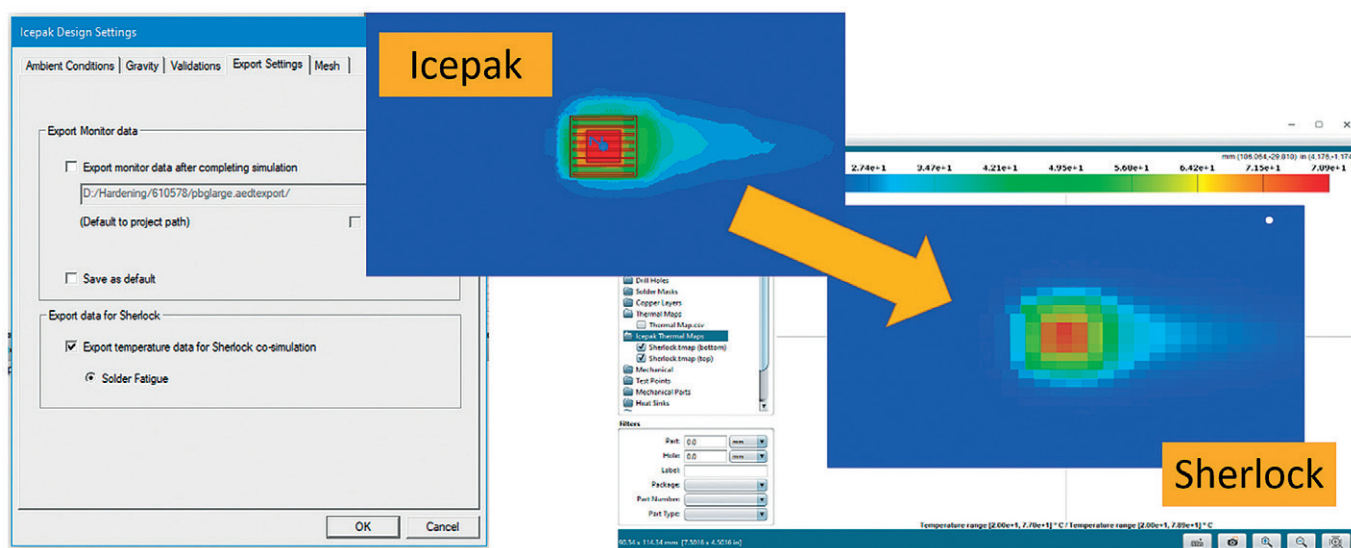 Icepak Design Settings
Ambient Conditions
Gravity
Validations
Export Settings
Mesh
Export Monitor data
Export monitor data after completing simulation
D:/Hardening/610578/pbglarge.aedtexport/
(Default to project path)
Save as default
Export data for Sherlock
Export temperature data for Sherlock co-simulation
Solder Fatigue
OK
Cancel
Icepak
2.74e+1 3.47e+1 4.21e+1 4.95e+1 5.68e+1 6.42e+1 7.15e+1 7.89e+1
Drill Holes
Solder Masks
Copper Layers
Thermal Maps
Thermal Map.csv
Icepak Thermal Maps
Sherlock.tmap (bottom)
Sherlock.tmap (top)
Mechanical
Test Points
Mechanical Parts
Heat Sinks
Filters
Part: 0.0 mm
Hole: 0.0 mm
Label:
Package:
Part Number:
Part Type:
Sherlock
Temperature range [2.00e+1, 7.70e+1] * C / Temperature range [2.00e+1, 7.89e+1] * C